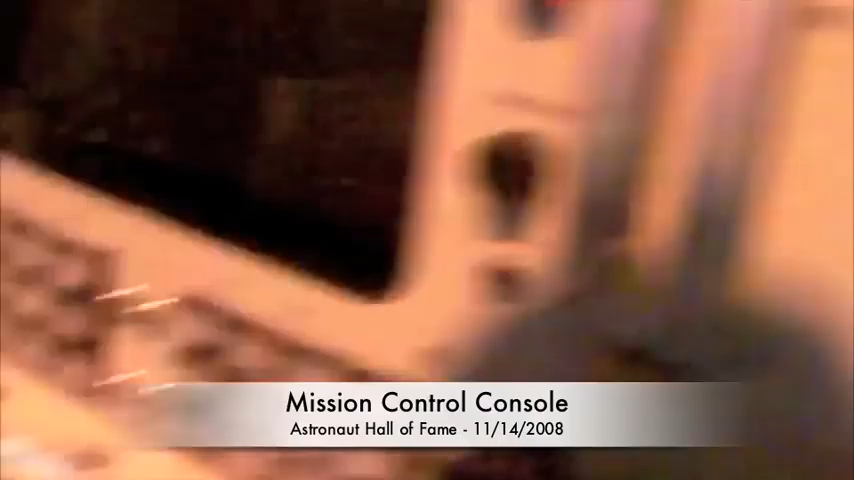 Mission Control Console
Astronaut Hall of Fame - 11/14/2008